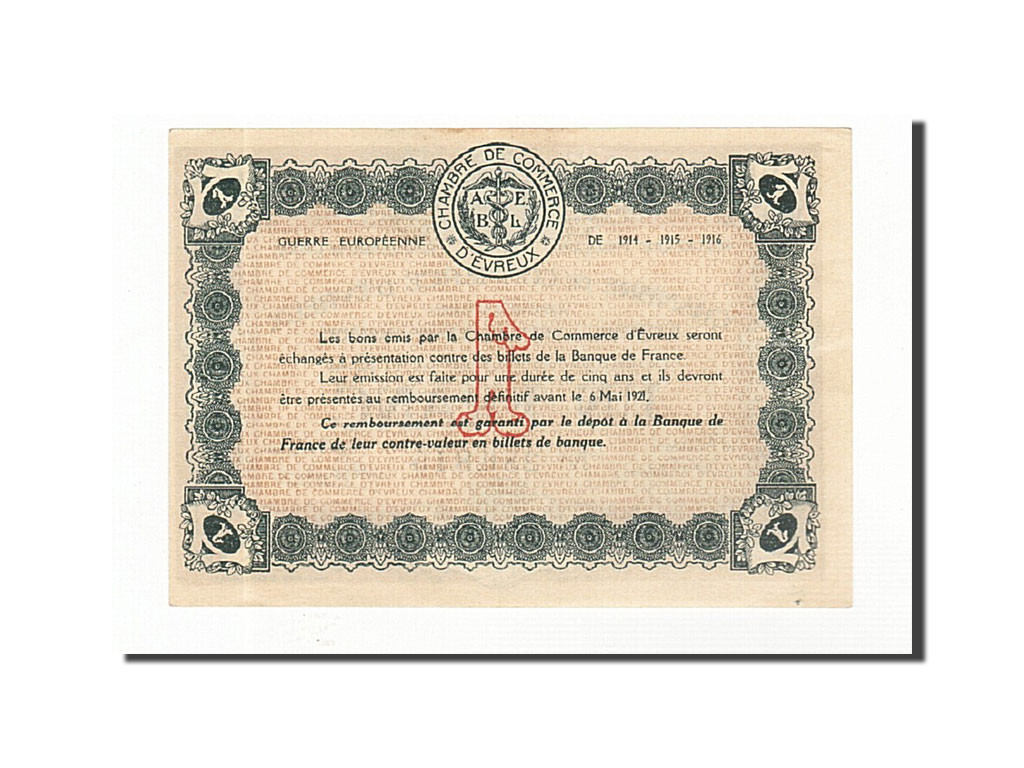 CHAMBRE DE COMMERCE
A E
B L
D'ÉVREUX
GUERRE EUROPÉENNE DE 1914 - 1915 - 1916
1
Les bons émis par la Chambre de Commerce d'Évreux seront
échangés à présentation contre des billets de la Banque de France.
Leur émission est faite pour une durée de cinq ans et ils devront
être présentés au remboursement définitif avant le 6 Mai 1921.
Ce remboursement est garanti par le dépôt à la Banque de
France de leur contre-valeur en billets de banque.